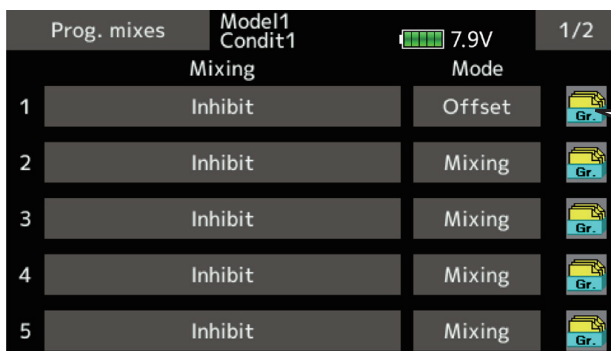 Prog. mixes Model1 Condit1 7.9V 1/2
Mixing Mode
1 Inhibit Offset Gr.
2 Inhibit Mixing Gr.
3 Inhibit Mixing Gr.
4 Inhibit Mixing Gr.
5 Inhibit Mixing Gr.